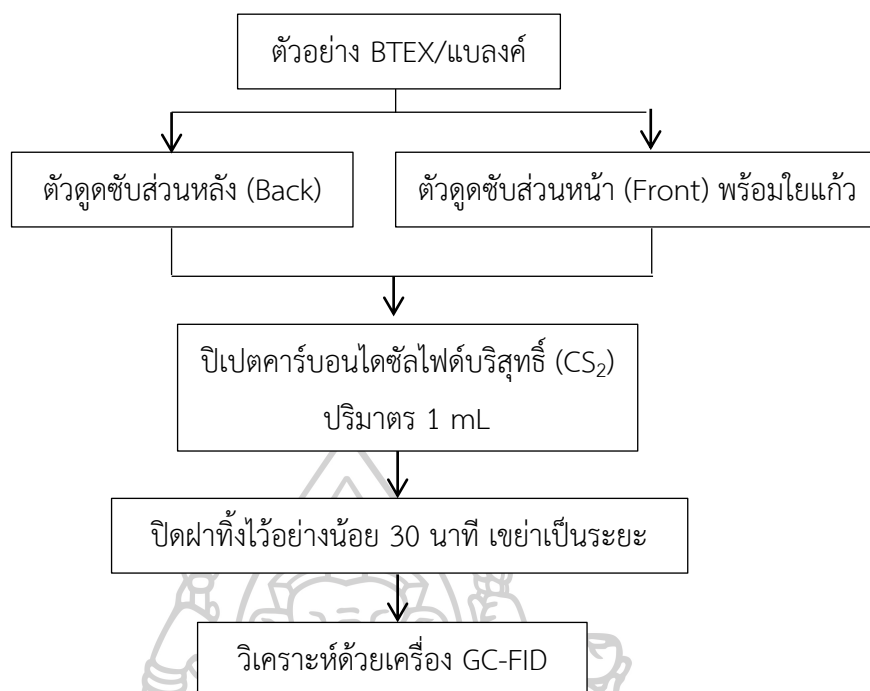 ตัวอย่าง BTEX/แบลงค์
ตัวดูดซับส่วนหลัง (Back)
ตัวดูดซับส่วนหน้า (Front) พร้อมใยแก้ว
ปิเปตคาร์บอนไดซัลไฟด์บริสุทธิ์ (CS₂)
ปริมาตร 1 mL
ปิดฝาทิ้งไว้อย่างน้อย 30 นาที เขย่าเป็นระยะ
วิเคราะห์ด้วยเครื่อง GC-FID